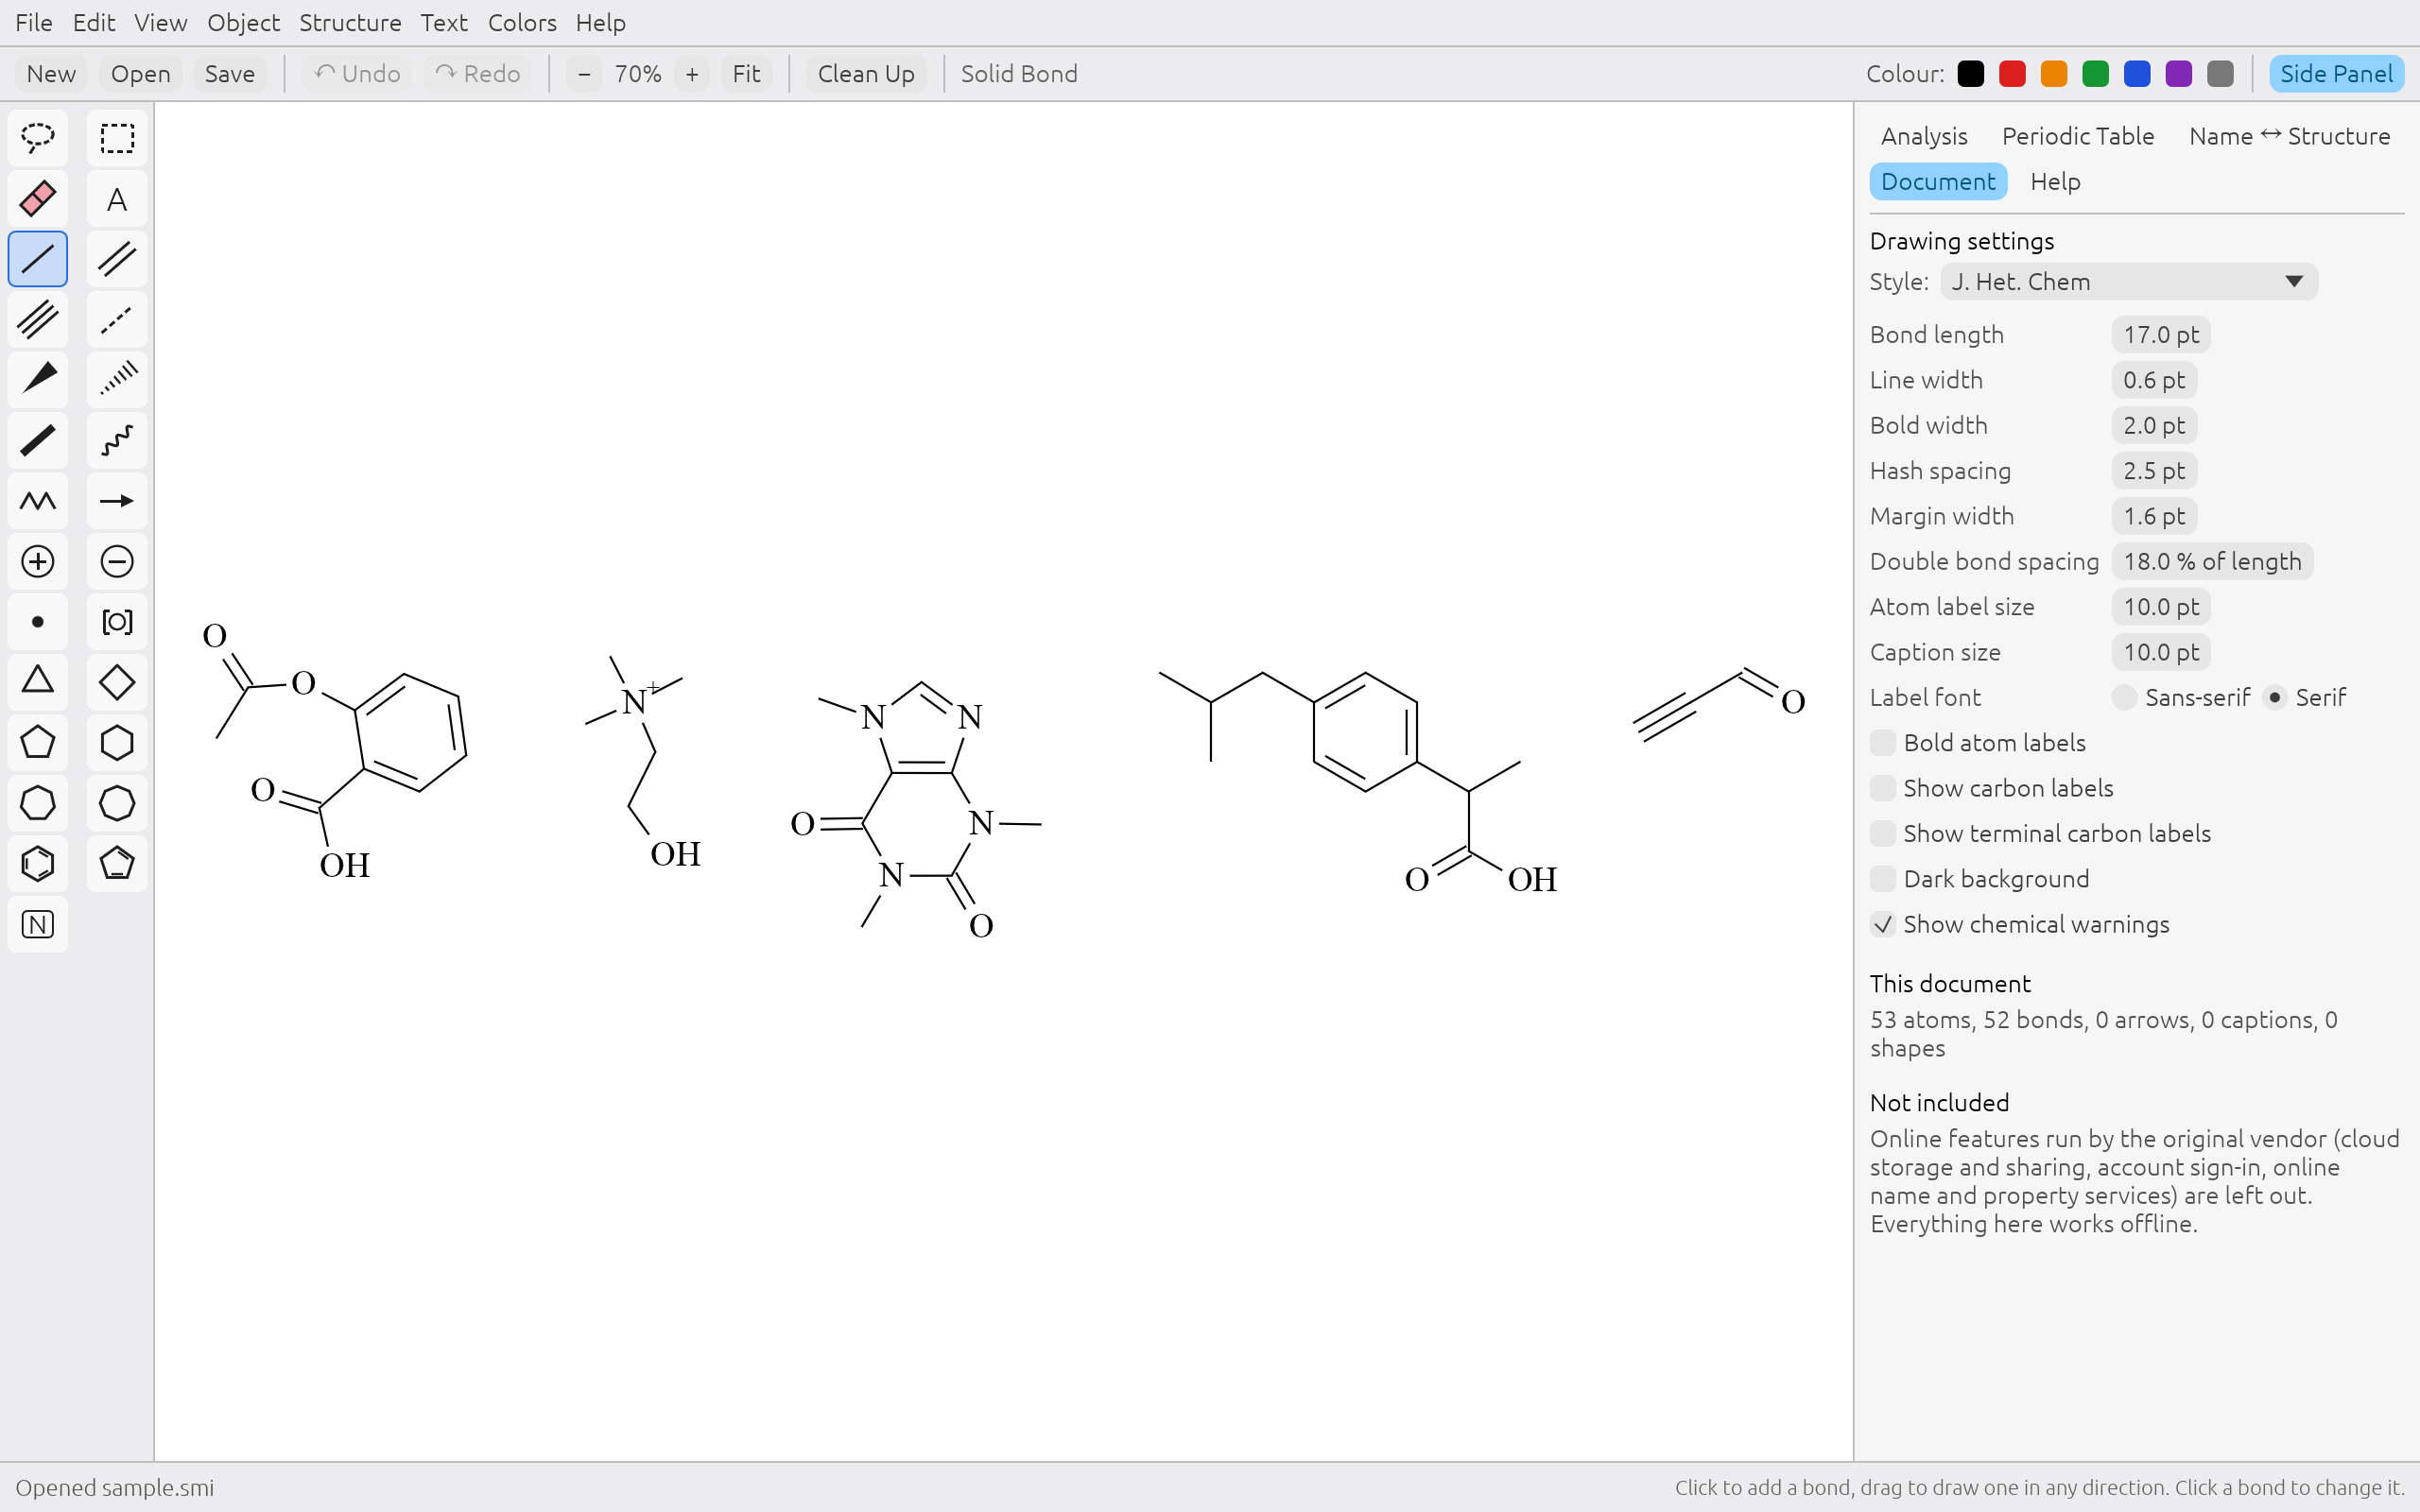 File Edit View Object Structure Text Colors Help
New Open Save ↶ Undo ↷ Redo − 70% + Fit Clean Up Solid Bond Colour: Side Panel
A
N
O
O
O
OH
N+
OH
N
N
O
N
N
O
O
OH
O
Analysis Periodic Table Name ↔ Structure
Document Help
Drawing settings
Style: J. Het. Chem
Bond length 17.0 pt
Line width 0.6 pt
Bold width 2.0 pt
Hash spacing 2.5 pt
Margin width 1.6 pt
Double bond spacing 18.0 % of length
Atom label size 10.0 pt
Caption size 10.0 pt
Label font Sans-serif Serif
Bold atom labels
Show carbon labels
Show terminal carbon labels
Dark background
Show chemical warnings
This document
53 atoms, 52 bonds, 0 arrows, 0 captions, 0
shapes
Not included
Online features run by the original vendor (cloud
storage and sharing, account sign-in, online
name and property services) are left out.
Everything here works offline.
Opened sample.smi
Click to add a bond, drag to draw one in any direction. Click a bond to change it.